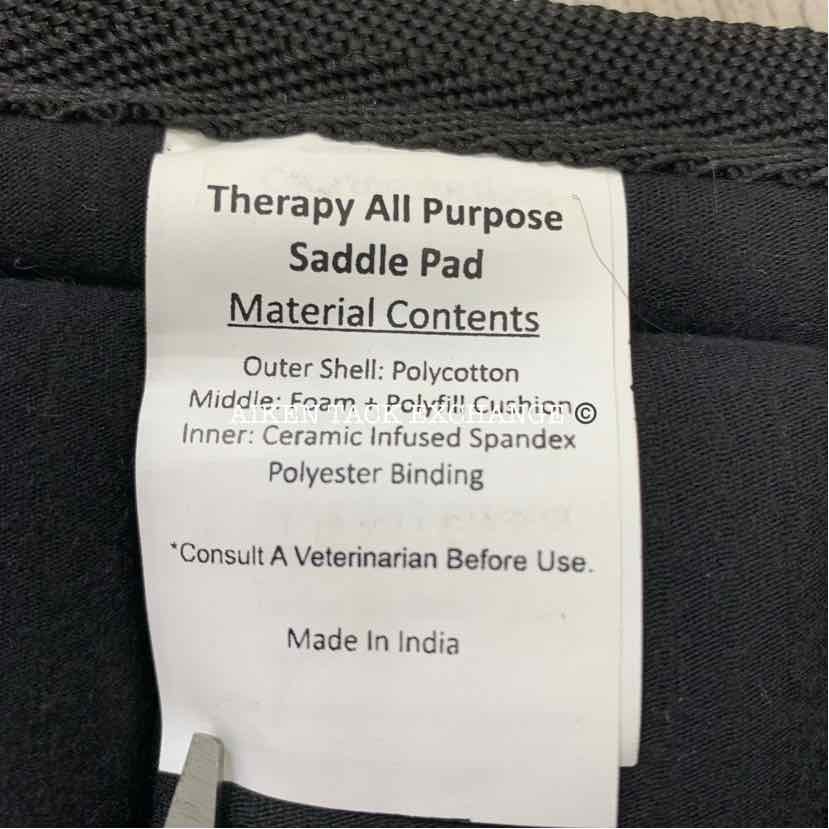 Therapy All Purpose
Saddle Pad
Material Contents
Outer Shell: Polycotton
Middle: Foam + Polyfill Cushion
AIKEN TACK EXCHANGE ©
Inner: Ceramic Infused Spandex
Polyester Binding
*Consult A Veterinarian Before Use.
Made In India